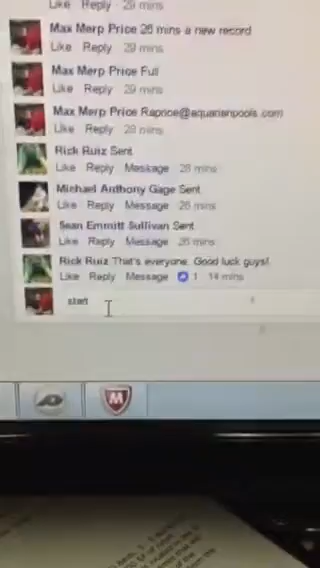 Like Reply 29 mins
Max Merp Price 26 mins a new record
Like Reply 29 mins
Max Merp Price Full
Like Reply 29 mins
Max Merp Price Raprice@aquarianpools.com
Like Reply 29 mins
Rick Ruiz Sent
Like Reply Message 28 mins
Michael Anthony Gage Sent
Like Reply Message 26 mins
Sean Emmitt Sullivan Sent
Like Reply Message 26 mins
Rick Ruiz That's everyone. Good luck guys!
Like Reply Message 1 14 mins
start